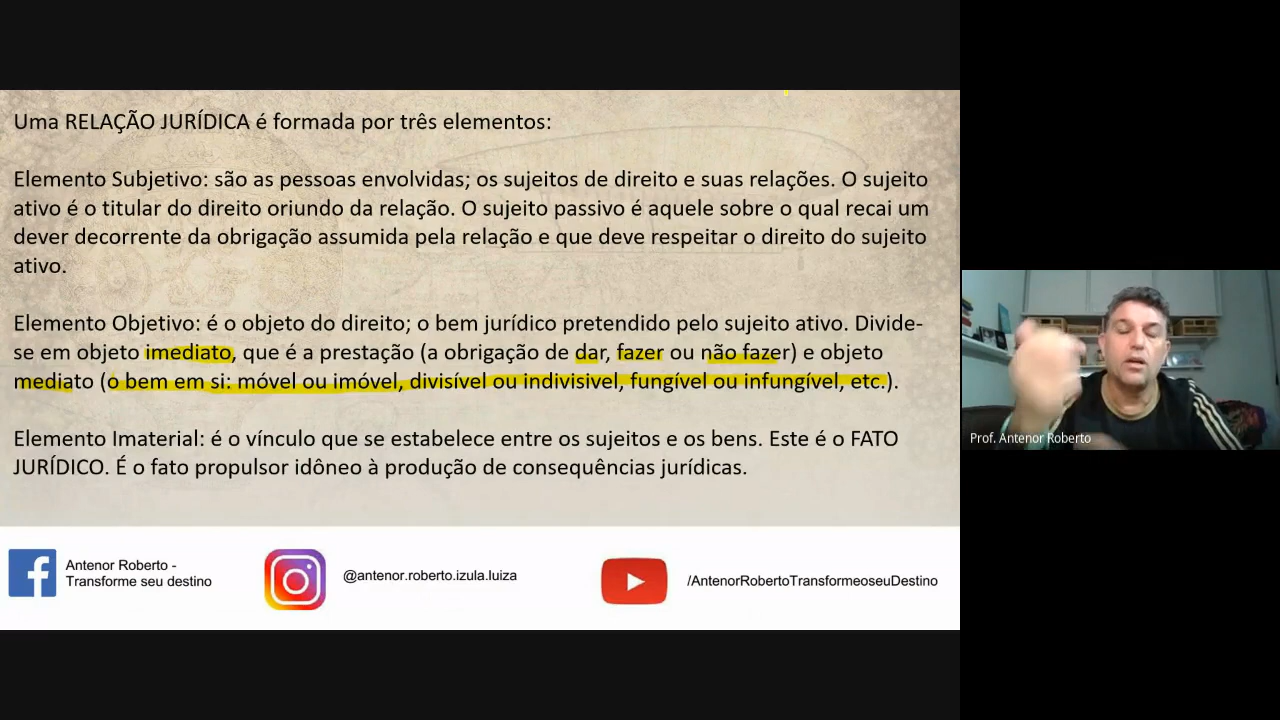 Uma RELAÇÃO JURÍDICA é formada por três elementos:
Elemento Subjetivo: são as pessoas envolvidas; os sujeitos de direito e suas relações. O sujeito
ativo é o titular do direito oriundo da relação. O sujeito passivo é aquele sobre o qual recai um
dever decorrente da obrigação assumida pela relação e que deve respeitar o direito do sujeito
ativo.
Elemento Objetivo: é o objeto do direito; o bem jurídico pretendido pelo sujeito ativo. Divide-
se em objeto imediato, que é a prestação (a obrigação de dar, fazer ou não fazer) e objeto
mediato (o bem em si: móvel ou imóvel, divisível ou indivisivel, fungível ou infungível, etc.).
Elemento Imaterial: é o vínculo que se estabelece entre os sujeitos e os bens. Este é o FATO
JURÍDICO. É o fato propulsor idôneo à produção de consequências jurídicas.
Antenor Roberto -
Transforme seu destino
@antenor.roberto.izula.luiza
/AntenorRobertoTransformeoseuDestino
Prof. Antenor Roberto